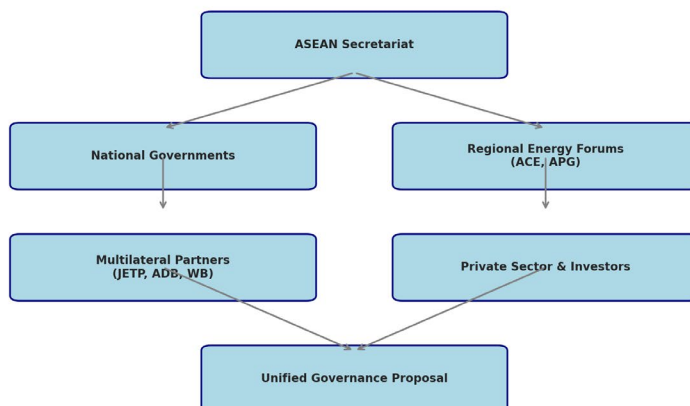 ASEAN Secretariat
National Governments
Regional Energy Forums
(ACE, APG)
Multilateral Partners
(JETP, ADB, WB)
Private Sector & Investors
Unified Governance Proposal